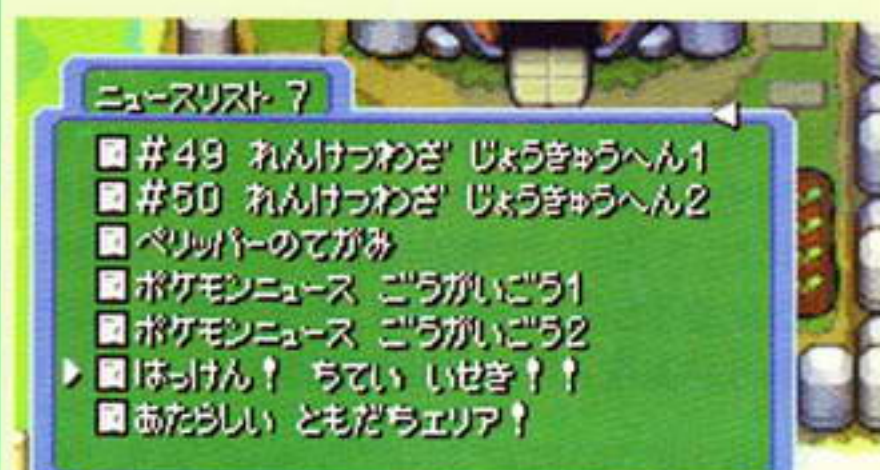 ニュースリスト 7
#49 れんけつわざ じょうきゅうへん1
#50 れんけつわざ じょうきゅうへん2
ペリッパーのてがみ
ポケモンニュース ごうがいごう1
ポケモンニュース ごうがいごう2
はっけん! ちてい いせき!!
あたらしい ともだちエリア!